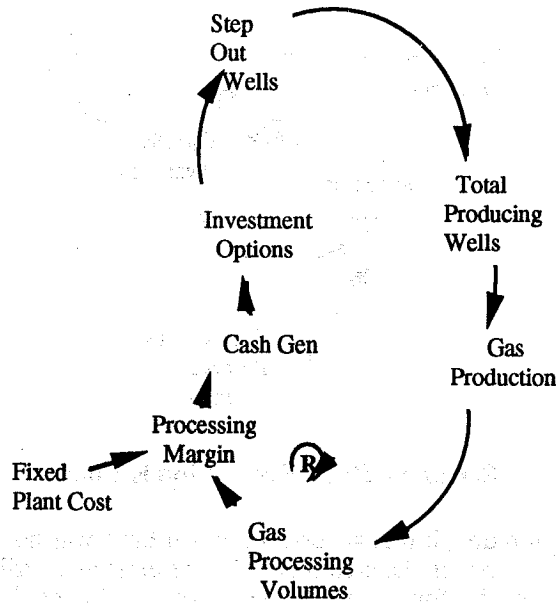 Step
Out
Wells
Total
Producing
Wells
Investment
Options
Cash Gen
Gas
Production
Processing
Margin
R
Fixed
Plant Cost
Gas
Processing
Volumes